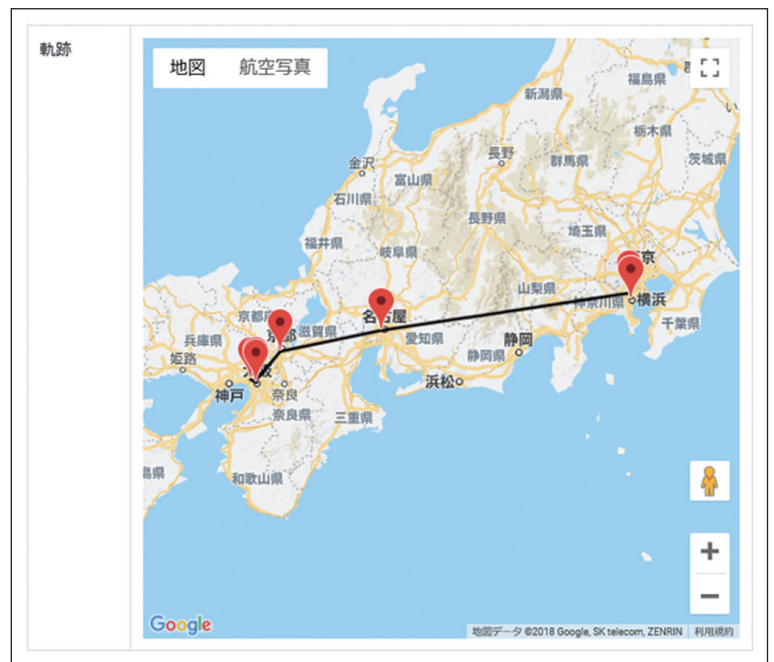 軌跡
地図 航空写真
福島県
新潟県
栃木県
長野
群馬県
茨城県
金沢
富山県
石川県
長野県
埼玉県
福井県
岐阜県
山梨県
神奈川県
横浜
千葉県
京都府
滋賀県
名古屋
愛知県
静岡
静岡県
兵庫県
姫路
浜松
神戸
奈良
奈良県
三重県
島県
和歌山県
+
−
Google
地図データ ©2018 Google, SK telecom, ZENRIN 利用規約